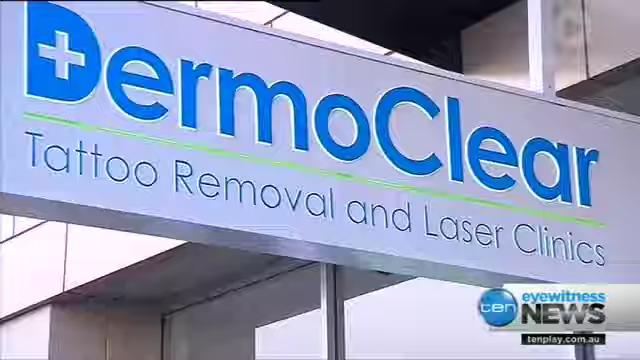 DermoClear
Tattoo Removal and Laser Clinics
ten eyewitness
NEWS
tenplay.com.au